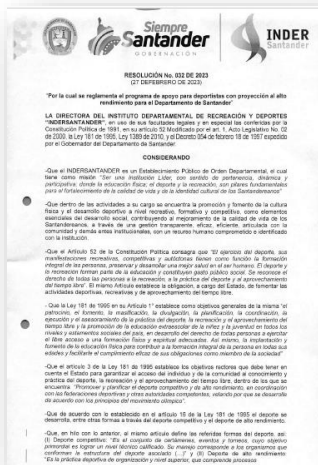 Siempre
Santander
GOBERNACIÓN
INDER
Santander
RESOLUCIÓN No. 032 DE 2023
(27 DEFEBRERO DE 2023)
"Por la cual se reglamenta el programa de apoyo para deportistas con proyección al alto
rendimiento para el Departamento de Santander"
LA DIRECTORA DEL INSTITUTO DEPARTAMENTAL DE RECREACIÓN Y DEPORTES
"INDERSANTANDER", en uso de sus facultades legales y en especial las conferidas por la
Constitución Política de 1991, en su artículo 52 Modificado por el art. 1, Acto Legislativo No. 02
de 2000, la Ley 181 de 1995, Ley 1389 de 2010, y el Decreto 054 de febrero 18 de 1997 expedido
por el Gobernador del Departamento de Santander.
CONSIDERANDO
-Que el INDERSANTANDER es un Establecimiento Público de Orden Departamental, el cual
tiene como misión "Ser una institución Líder, con sentido de pertenencia, dinámica y
participativa; donde la educación física; el deporte y la recreación, son pilares fundamentales
para el fortalecimiento de la calidad de vida y de la identidad cultural de los Santandereanos"
-Que dentro de las actividades a su cargo se encuentra la promoción y fomento de la cultura
física y el desarrollo deportivo a nivel recreativo, formativo y competitivo, como elementos
esenciales del desarrollo social, contribuyendo al mejoramiento de la calidad de vida de los
Santandereanos, a través de una gestión transparente, eficaz, eficiente, articulada con la
comunidad y demás entes institucionales, con un recurso humano comprometido e identificado
con la institución.
-Que el Artículo 52 de la Constitución Política consagra que "El ejercicio del deporte, sus
manifestaciones recreativas, competitivas y autóctonas tienen como función la formación
integral de las personas, preservar y desarrollar una mejor salud en el ser humano. El deporte y
la recreación forman parte de la educación y constituyen gasto público social. Se reconoce el
derecho de todas las personas a la recreación, a la práctica del deporte y al aprovechamiento
del tiempo libre". El mismo Artículo establece la obligación, a cargo del Estado, de fomentar las
actividades deportivas, recreativas y de aprovechamiento del tiempo libre.
- Que la Ley 181 de 1995 en su Artículo 1° establece como objetivos generales de la misma "el
patrocinio, el fomento, la masificación, la divulgación, la planificación, la coordinación, la
ejecución y el asesoramiento de la práctica del deporte, la recreación y el aprovechamiento del
tiempo libre y la promoción de la educación extraescolar de la niñez y la juventud en todos los
niveles y estamentos sociales del país, en desarrollo del derecho de todas personas a ejercitar
el libre acceso a una formación física y espiritual adecuadas. Así mismo, la implantación y
fomento de la educación física para contribuir a la formación integral de la persona en todas sus
edades y facilitarle el cumplimiento eficaz de sus obligaciones como miembro de la sociedad"
-Que el artículo 3 de la Ley 181 de 1995 establece los objetivos rectores que debe tener en
cuenta el Estado para garantizar el acceso del individuo y de la comunidad al conocimiento y
práctica del deporte, la recreación y el aprovechamiento del tiempo libre, dentro de los que se
encuentra "Promover y planificar el deporte competitivo y de alto rendimiento, en coordinación
con las federaciones deportivas y otras autoridades competentes, velando por que se desarrolle
de acuerdo con los principios del movimiento olímpico".
-Que de acuerdo con lo establecido en el artículo 15 de la Ley 181 de 1995 el deporte se
desarrolla, entre otras formas a través del deporte competitivo y el deporte de alto rendimiento.
-Que, en hilo con lo anterior, el mismo artículo define las referidas formas del deporte, así:
(I) Deporte competitivo: "Es el conjunto de certámenes, eventos y torneos, cuyo objetivo
primordial es lograr un nivel técnico calificado. Su manejo corresponde a los organismos que
conforman la estructura del deporte asociado (...)" y (II) Deporte de alto rendimiento:
"Es la práctica deportiva de organización y nivel superior, que comprende procesos